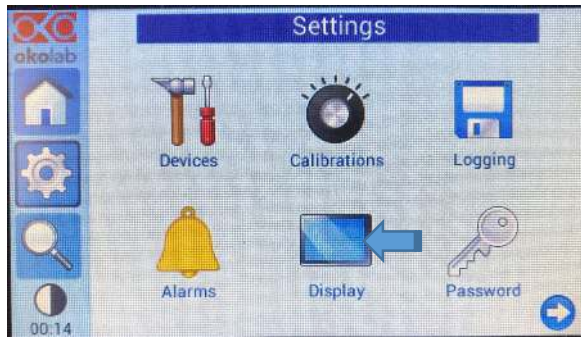 Settings
okolab
Devices
Calibrations
Logging
Alarms
Display
Password
00:14